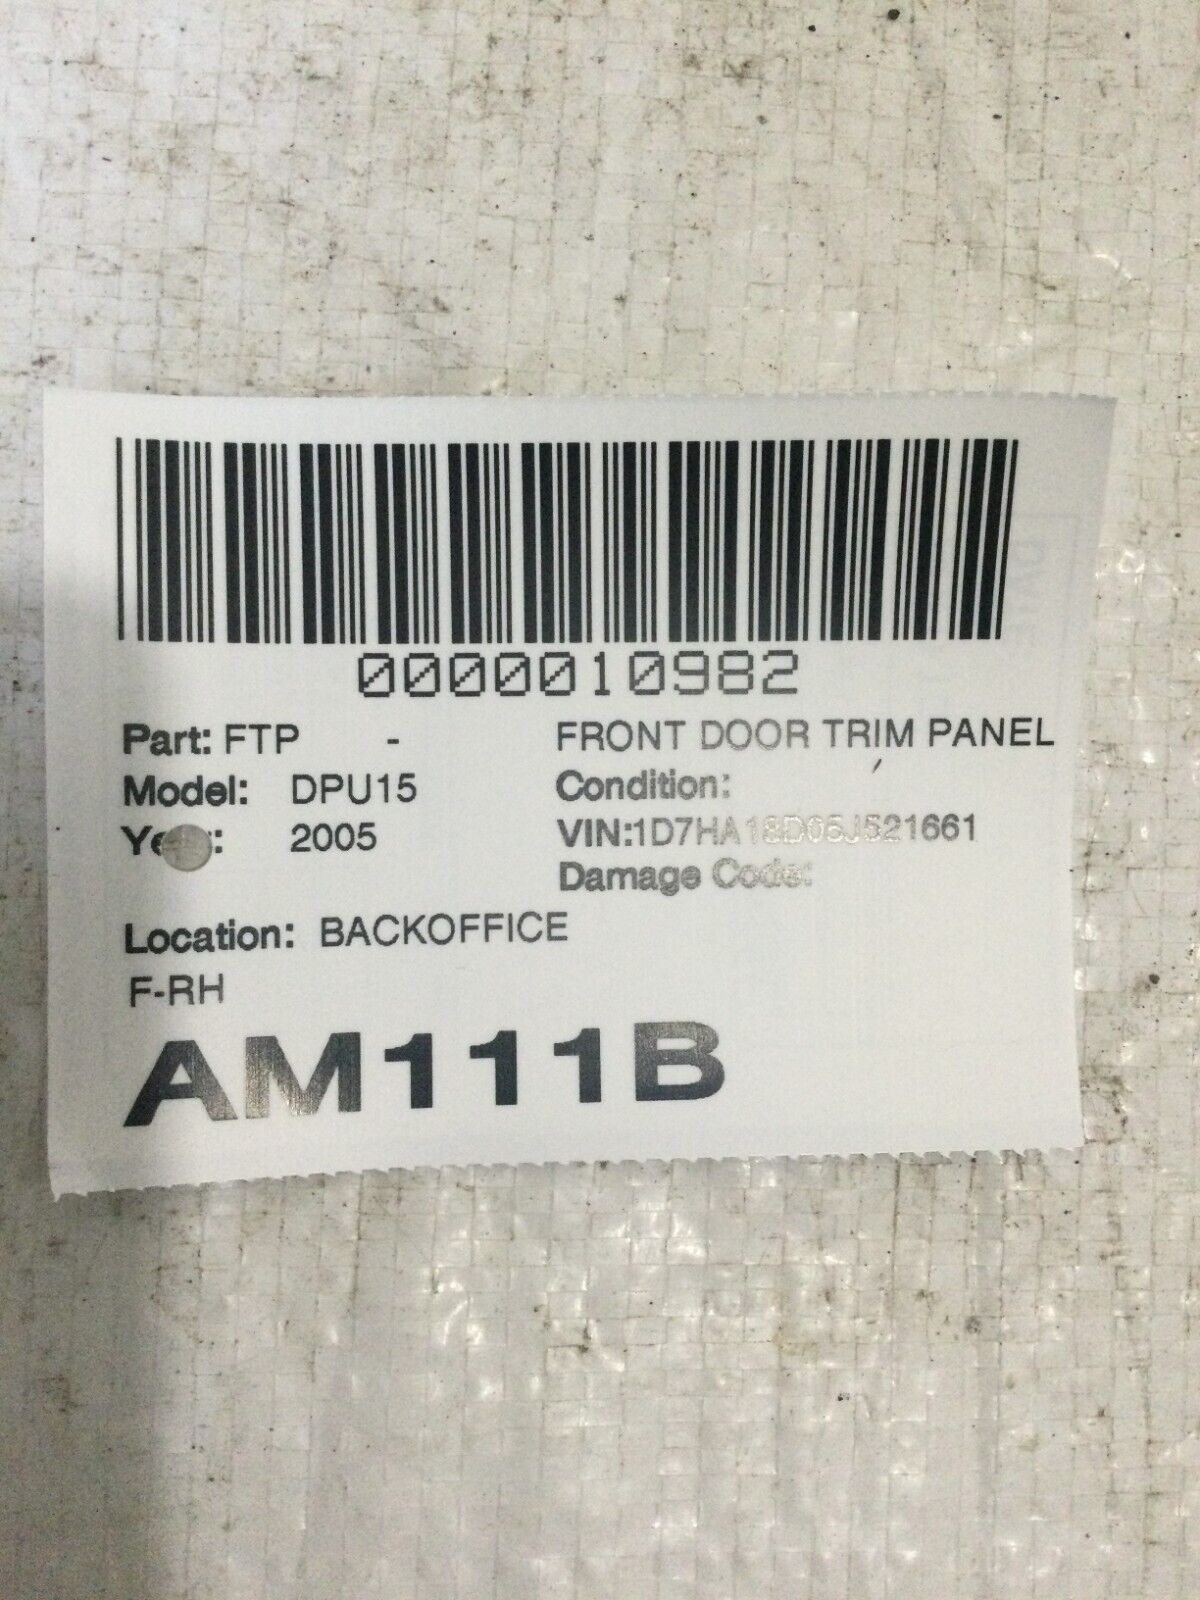 0000010982
Part: FTP - FRONT DOOR TRIM PANEL
Model: DPU15 Condition:
2005 VIN:1D7HA18D05J521661
Damage Code:
Location: BACKOFFICE
F-RH
AM111B